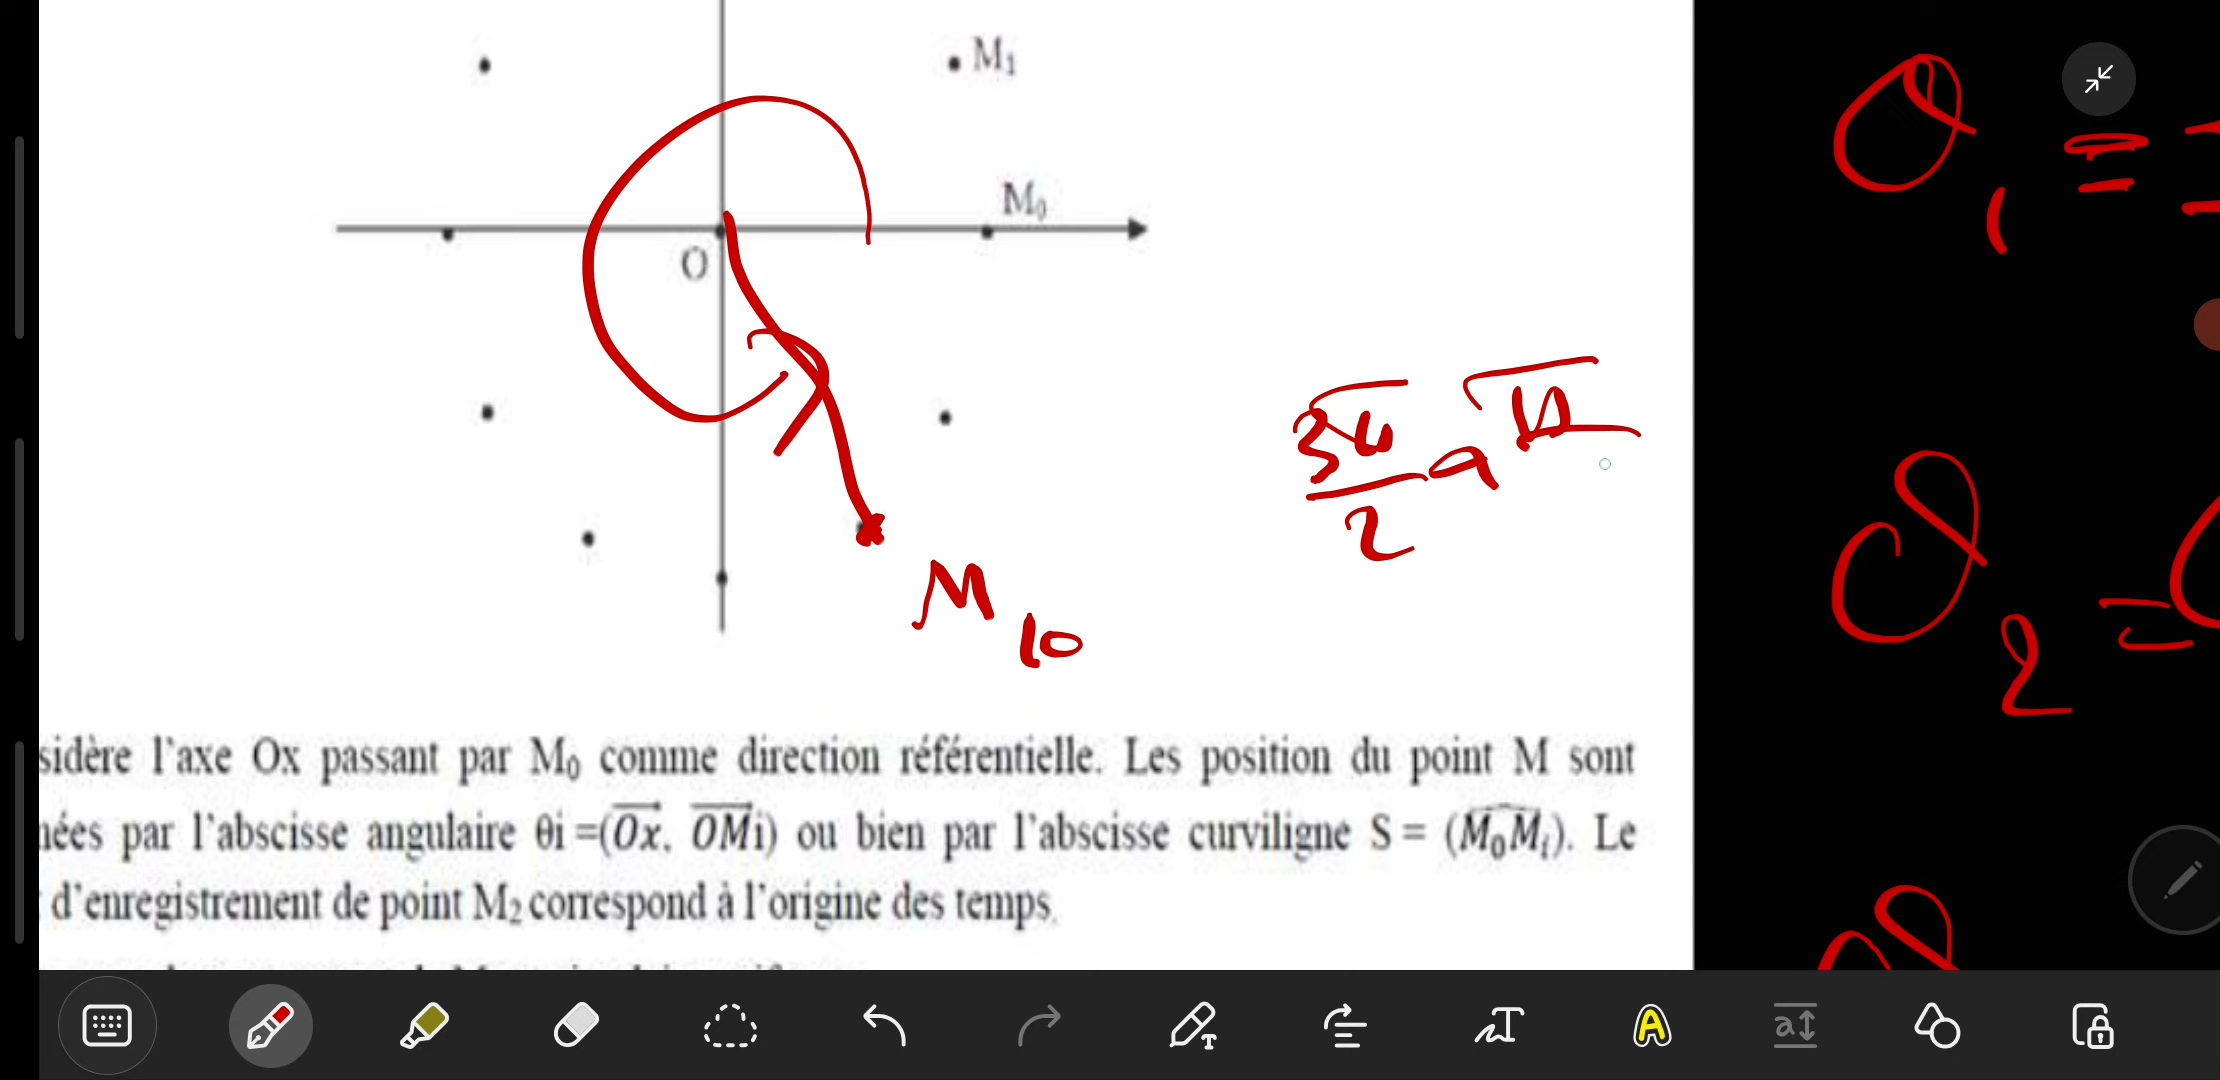 M₁
M₀
O
M 10
θ₁ =
θ₂ =
3π/2
sidère l'axe Ox passant par M₀ comme direction référentielle. Les position du point M sont
nées par l'abscisse angulaire θi =(Ox, OMi) ou bien par l'abscisse curviligne S = (M₀Mᵢ). Le
d'enregistrement de point M₂ correspond à l'origine des temps.